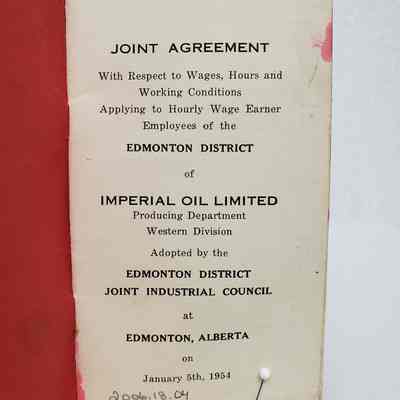 JOINT AGREEMENT
With Respect to Wages, Hours and
Working Conditions
Applying to Hourly Wage Earner
Employees of the
EDMONTON DISTRICT
of
IMPERIAL OIL LIMITED
Producing Department
Western Division
Adopted by the
EDMONTON DISTRICT
JOINT INDUSTRIAL COUNCIL
at
EDMONTON, ALBERTA
on
January 5th, 1954
2006.18.04